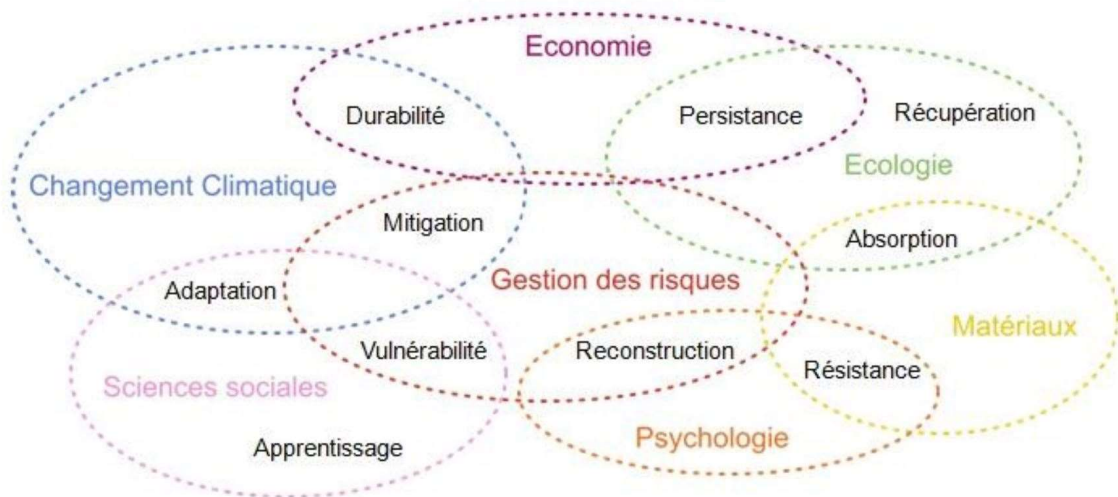 Economie
Durabilité
Persistance
Récupération
Ecologie
Changement Climatique
Mitigation
Absorption
Gestion des risques
Adaptation
Matériaux
Vulnérabilité
Reconstruction
Résistance
Sciences sociales
Psychologie
Apprentissage